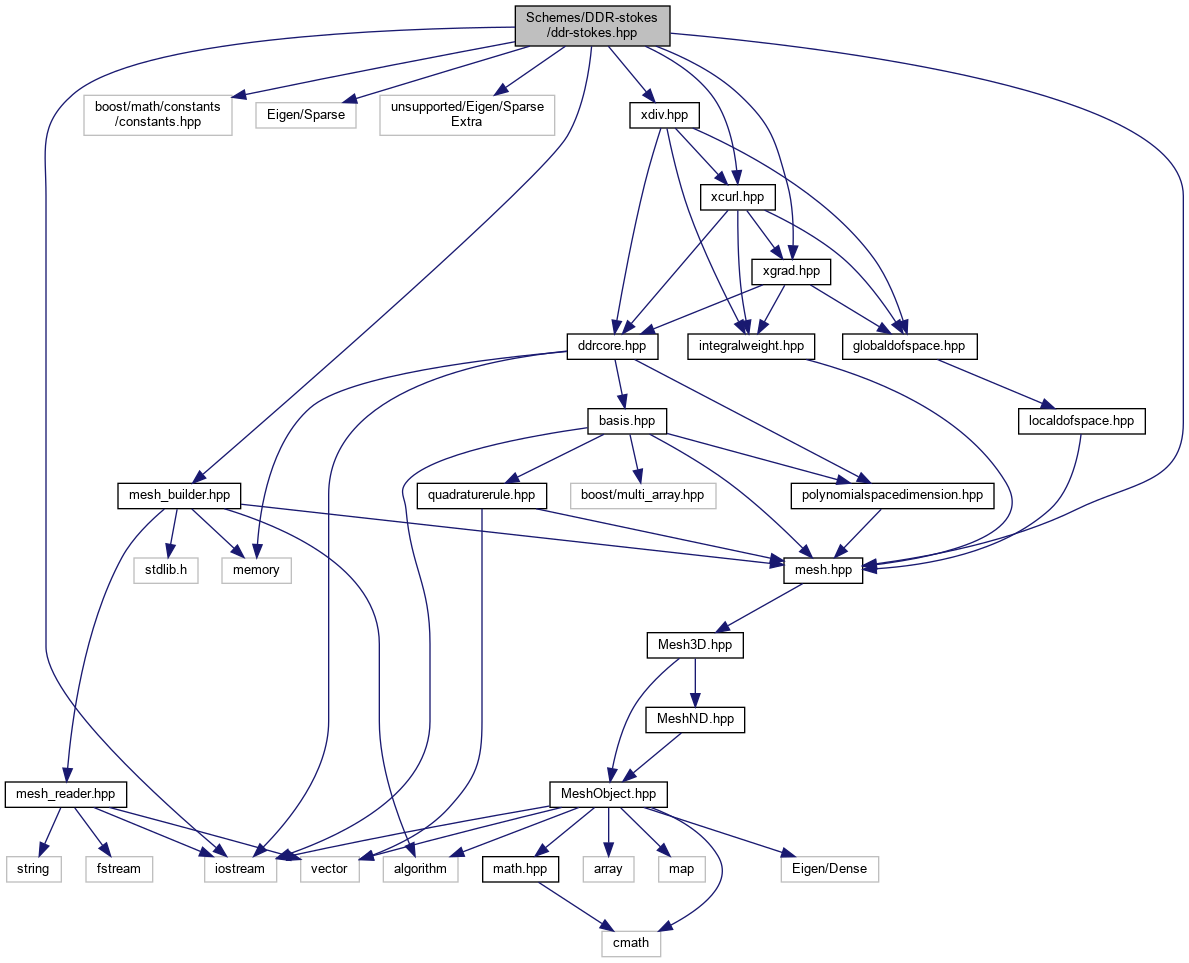 Schemes/DDR-stokes
/ddr-stokes.hpp
boost/math/constants
/constants.hpp
Eigen/Sparse
unsupported/Eigen/Sparse
Extra
xdiv.hpp
xcurl.hpp
xgrad.hpp
ddrcore.hpp
integralweight.hpp
globaldofspace.hpp
basis.hpp
localdofspace.hpp
mesh_builder.hpp
quadraturerule.hpp
boost/multi_array.hpp
polynomialspacedimension.hpp
stdlib.h
memory
mesh.hpp
Mesh3D.hpp
MeshND.hpp
mesh_reader.hpp
MeshObject.hpp
string
fstream
iostream
vector
algorithm
math.hpp
array
map
Eigen/Dense
cmath